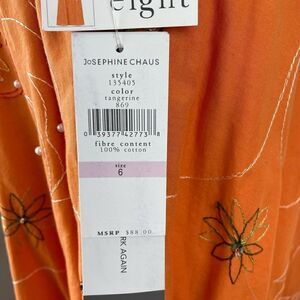 eight
JOSEPHINE CHAUS
style
135405
color
tangerine
869
0 39377 42773 8
fibre content
100% cotton
size
6
MSRP $88.00
RK AGAIN